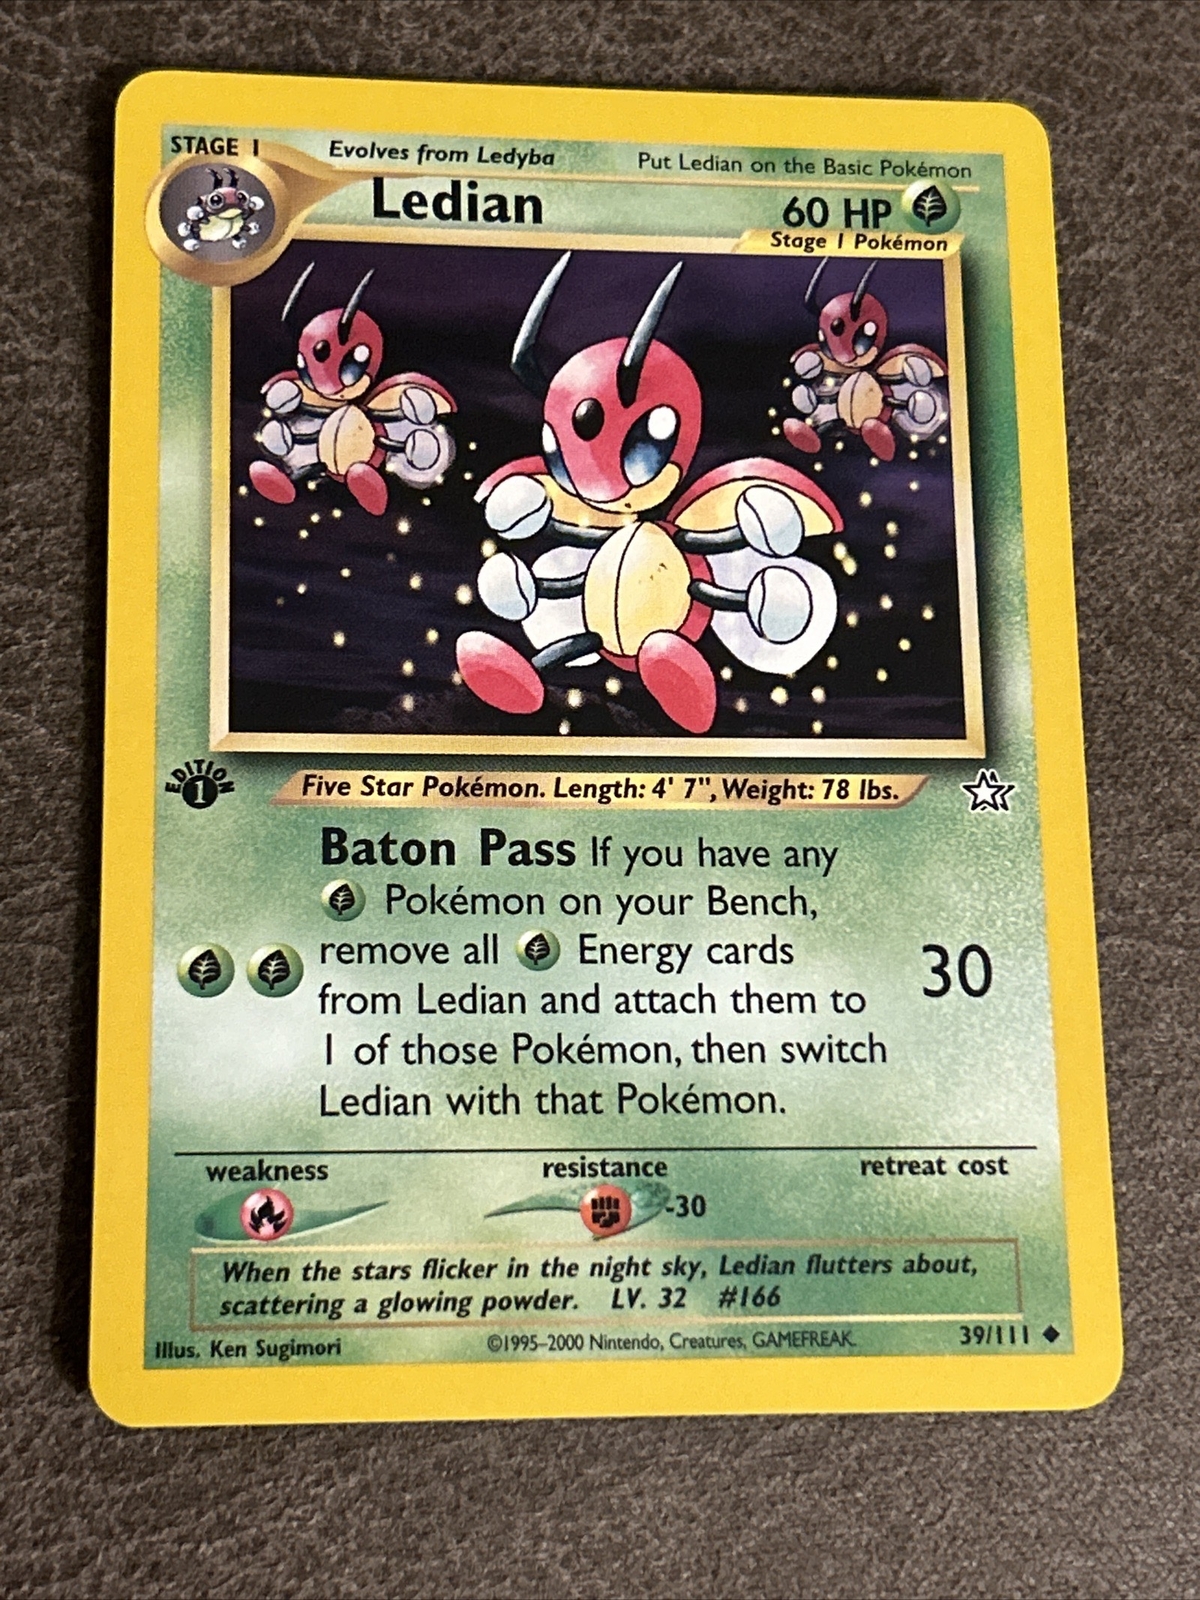 STAGE 1
Evolves from Ledyba
Put Ledian on the Basic Pokémon
Ledian
60 HP
Stage 1 Pokémon
EDITION
1
Five Star Pokémon. Length: 4' 7", Weight: 78 lbs.
Baton Pass If you have any
Pokémon on your Bench,
remove all Energy cards
from Ledian and attach them to
1 of those Pokémon, then switch
Ledian with that Pokémon.
30
weakness
resistance
retreat cost
-30
When the stars flicker in the night sky, Ledian flutters about,
scattering a glowing powder. LV. 32 #166
Illus. Ken Sugimori
©1995–2000 Nintendo, Creatures, GAMEFREAK.
39/111